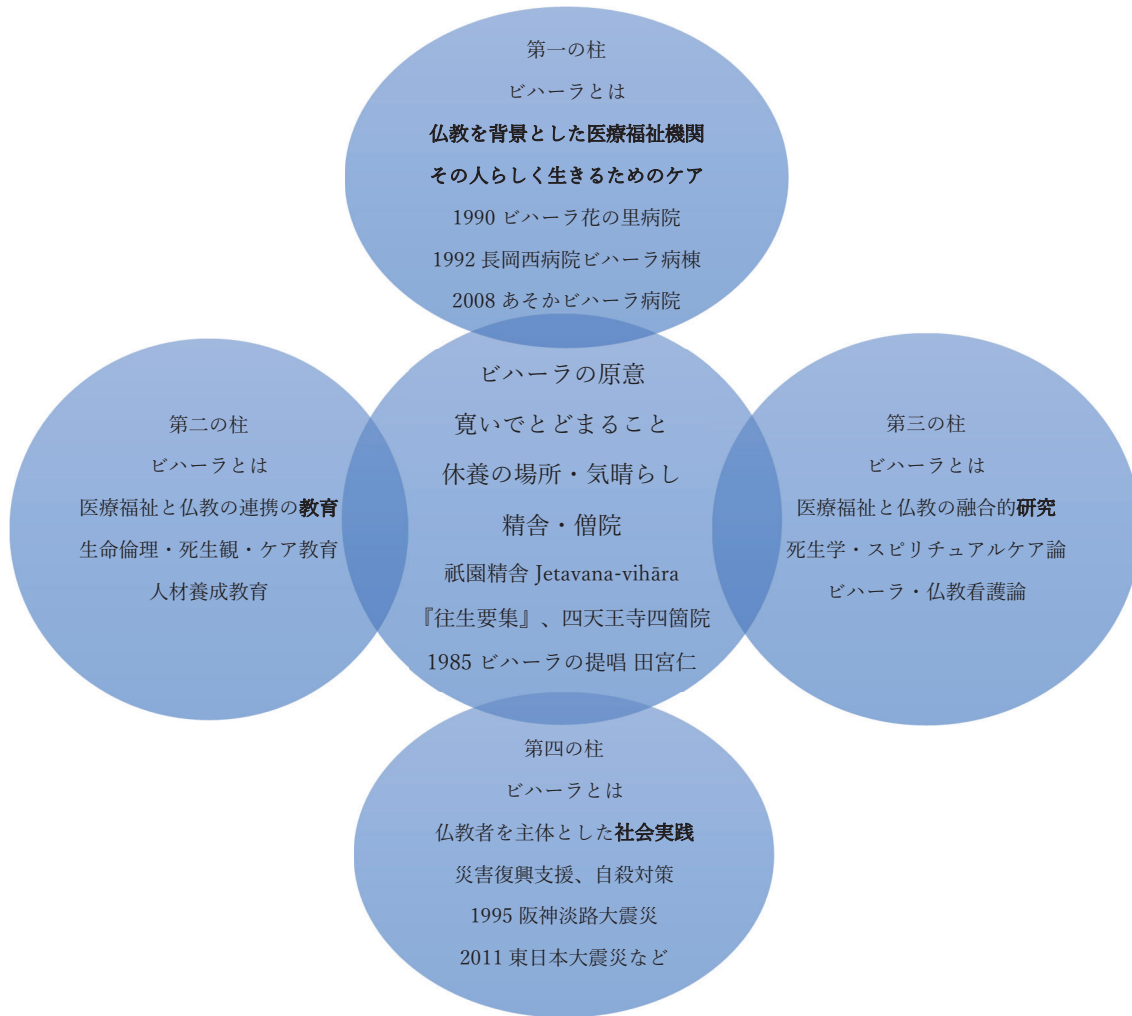 第一の柱
ビハーラとは
仏教を背景とした医療福祉機関
その人らしく生きるためのケア
1990 ビハーラ花の里病院
1992 長岡西病院ビハーラ病棟
2008 あそかビハーラ病院
ビハーラの原意
寛いでとどまること
休養の場所・気晴らし
精舎・僧院
祇園精舎 Jetavana-vihāra
『往生要集』、四天王寺四箇院
1985 ビハーラの提唱 田宮仁
第二の柱
ビハーラとは
医療福祉と仏教の連携の教育
生命倫理・死生観・ケア教育
人材養成教育
第三の柱
ビハーラとは
医療福祉と仏教の融合的研究
死生学・スピリチュアルケア論
ビハーラ・仏教看護論
第四の柱
ビハーラとは
仏教者を主体とした社会実践
災害復興支援、自殺対策
1995 阪神淡路大震災
2011 東日本大震災など